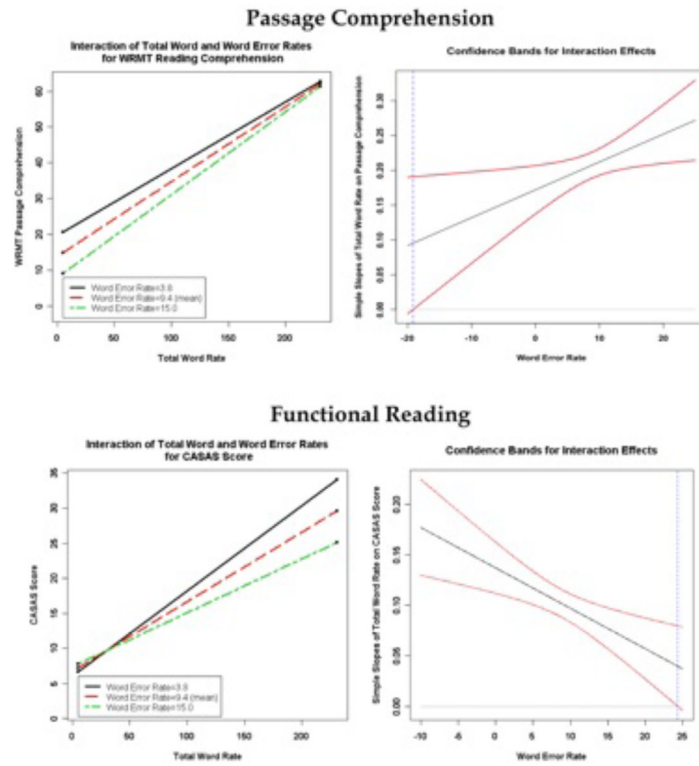 Passage Comprehension
Interaction of Total Word and Word Error Rates
for WRMT Reading Comprehension
WRMT Passage Comprehension
0
10
20
30
40
50
60
Word Error Rate=3.8
Word Error Rate=9.4 (mean)
Word Error Rate=15.0
0
50
100
150
200
Total Word Rate
Confidence Bands for Interaction Effects
Simple Slopes of Total Word Rate on Passage Comprehension
0.00
0.05
0.10
0.15
0.20
0.25
0.30
-20
-10
0
10
20
Word Error Rate
Functional Reading
Interaction of Total Word and Word Error Rates
for CASAS Score
CASAS Score
0
5
10
15
20
25
30
35
Word Error Rate=3.8
Word Error Rate=9.4 (mean)
Word Error Rate=15.0
0
50
100
150
200
Total Word Rate
Confidence Bands for Interaction Effects
Simple Slopes of Total Word Rate on CASAS Score
0.00
0.05
0.10
0.15
0.20
-10
-5
0
5
10
15
20
25
Word Error Rate